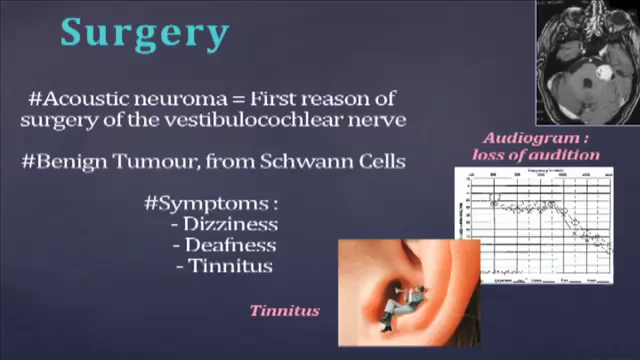 Surgery
#Acoustic neuroma = First reason of
surgery of the vestibulocochlear nerve
#Benign Tumour, from Schwann Cells
#Symptoms :
- Dizziness
- Deafness
- Tinnitus
Tinnitus
Audiogram :
loss of audition